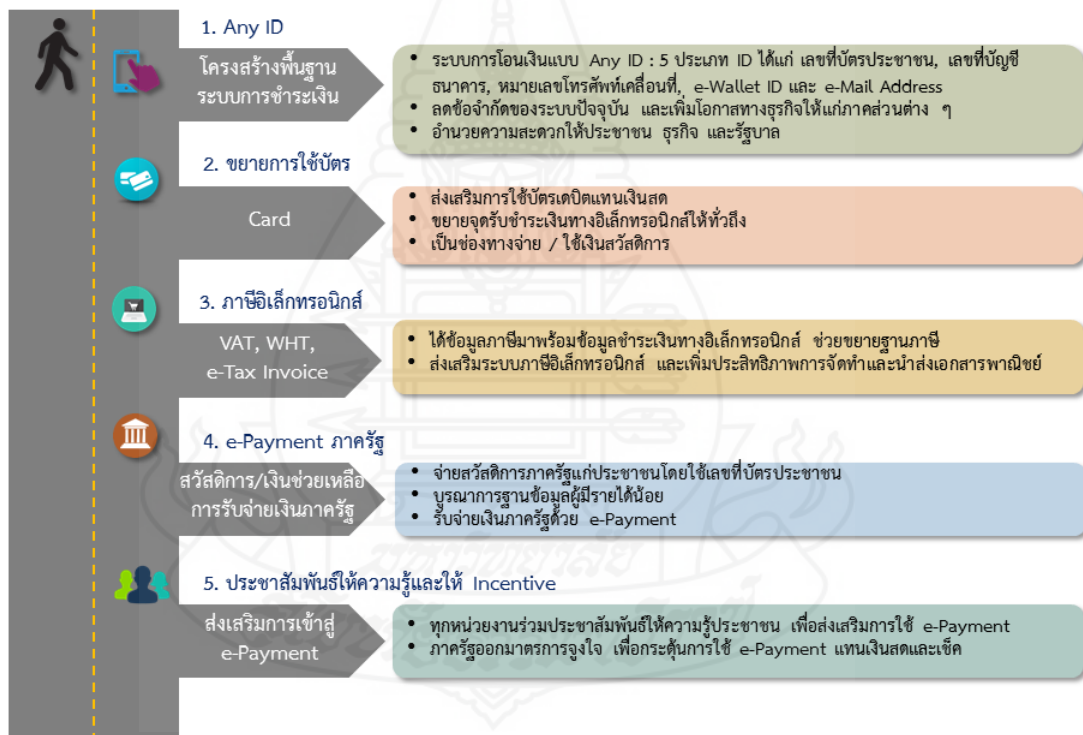 1. Any ID
โครงสร้างพื้นฐาน
ระบบการชำระเงิน
• ระบบการโอนเงินแบบ Any ID : 5 ประเภท ID ได้แก่ เลขที่บัตรประชาชน, เลขที่บัญชี
ธนาคาร, หมายเลขโทรศัพท์เคลื่อนที่, e-Wallet ID และ e-Mail Address
• ลดข้อจำกัดของระบบปัจจุบัน และเพิ่มโอกาสทางธุรกิจให้แก่ภาคส่วนต่าง ๆ
• อำนวยความสะดวกให้ประชาชน ธุรกิจ และรัฐบาล
2. ขยายการใช้บัตร
Card
• ส่งเสริมการใช้บัตรเดบิตแทนเงินสด
• ขยายจุดรับชำระเงินทางอิเล็กทรอนิกส์ให้ทั่วถึง
• เป็นช่องทางจ่าย / ใช้เงินสวัสดิการ
3. ภาษีอิเล็กทรอนิกส์
VAT, WHT,
e-Tax Invoice
• ได้ข้อมูลภาษีมาพร้อมข้อมูลชำระเงินทางอิเล็กทรอนิกส์ ช่วยขยายฐานภาษี
• ส่งเสริมระบบภาษีอิเล็กทรอนิกส์ และเพิ่มประสิทธิภาพการจัดทำและนำส่งเอกสารพาณิชย์
4. e-Payment ภาครัฐ
สวัสดิการ/เงินช่วยเหลือ
การรับจ่ายเงินภาครัฐ
• จ่ายสวัสดิการภาครัฐแก่ประชาชนโดยใช้เลขที่บัตรประชาชน
• บูรณาการฐานข้อมูลผู้มีรายได้น้อย
• รับจ่ายเงินภาครัฐด้วย e-Payment
5. ประชาสัมพันธ์ให้ความรู้และให้ Incentive
ส่งเสริมการเข้าสู่
e-Payment
• ทุกหน่วยงานร่วมประชาสัมพันธ์ให้ความรู้ประชาชน เพื่อส่งเสริมการใช้ e-Payment
• ภาครัฐออกมาตรการจูงใจ เพื่อกระตุ้นการใช้ e-Payment แทนเงินสดและเช็ค